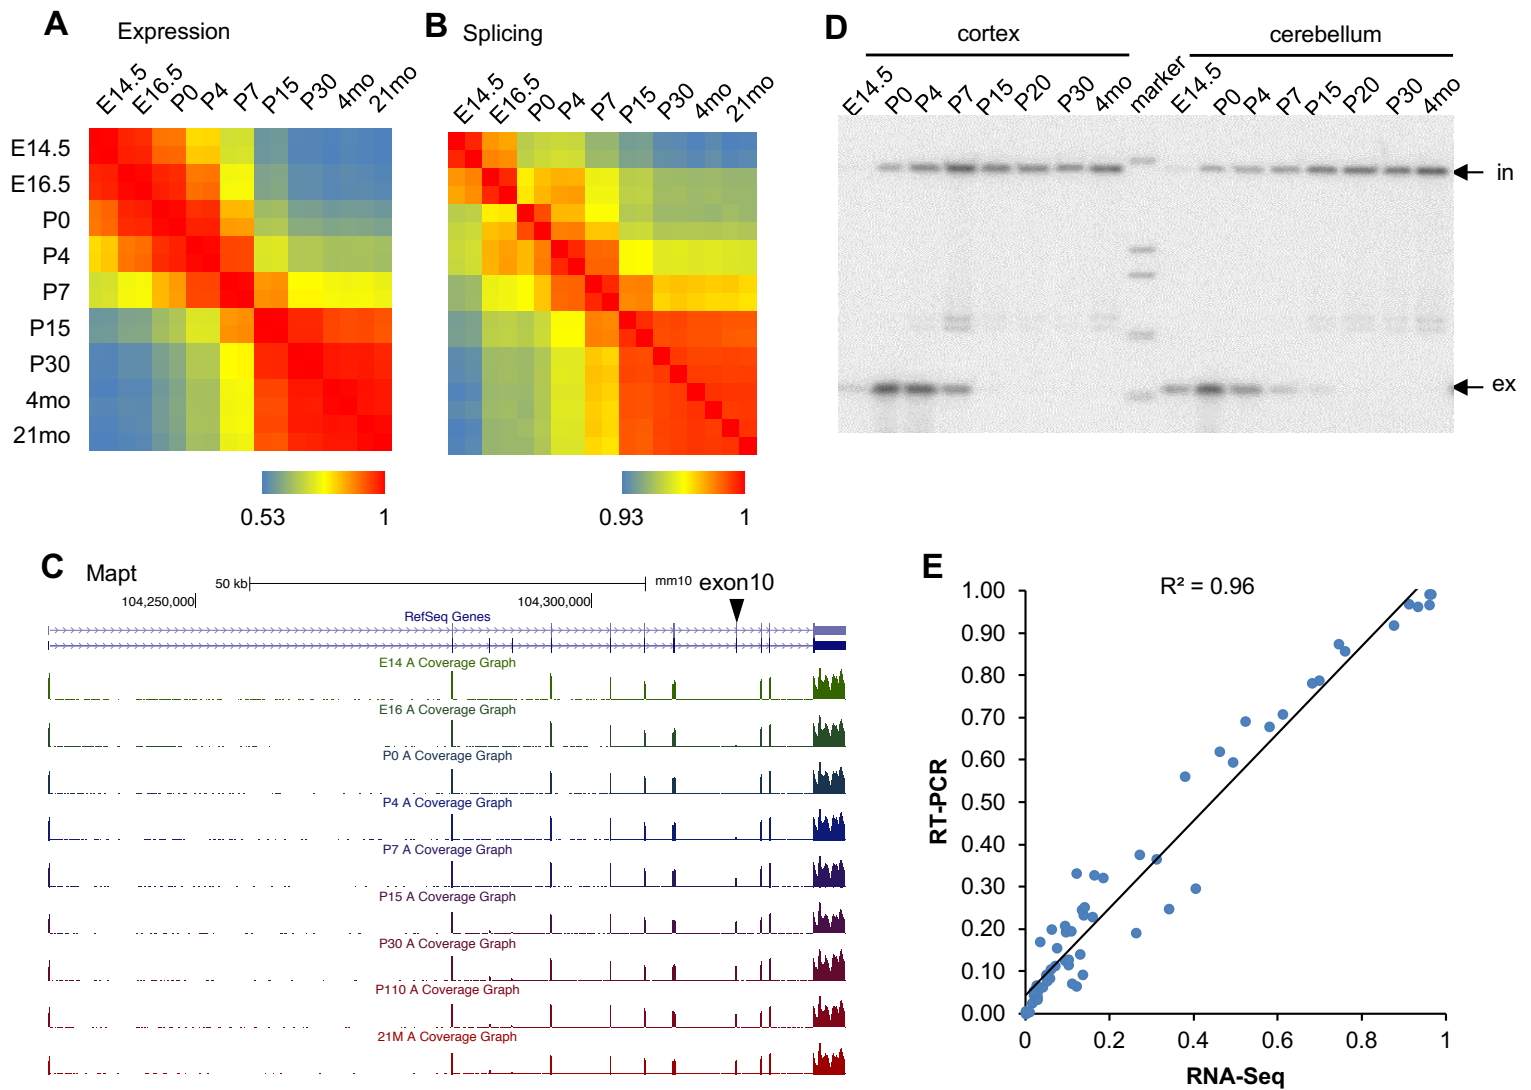 A
Expression
E14.5
E16.5
P0
P4
P7
P15
P30
4mo
21mo
E14.5
E16.5
P0
P4
P7
P15
P30
4mo
21mo
0.53
1
B
Splicing
E14.5
E16.5
P0
P4
P7
P15
P30
4mo
21mo
0.93
1
D
cortex
cerebellum
E14.5
P0
P4
P7
P15
P20
P30
4mo
marker
E14.5
P0
P4
P7
P15
P20
P30
4mo
in
ex
C
Mapt
50 kb
mm10
exon10
104,250,000
104,300,000
RefSeq Genes
E14 A Coverage Graph
E16 A Coverage Graph
P0 A Coverage Graph
P4 A Coverage Graph
P7 A Coverage Graph
P15 A Coverage Graph
P30 A Coverage Graph
P110 A Coverage Graph
21M A Coverage Graph
E
R² = 0.96
RT-PCR
1.00
0.90
0.80
0.70
0.60
0.50
0.40
0.30
0.20
0.10
0.00
0
0.2
0.4
0.6
0.8
1
RNA-Seq